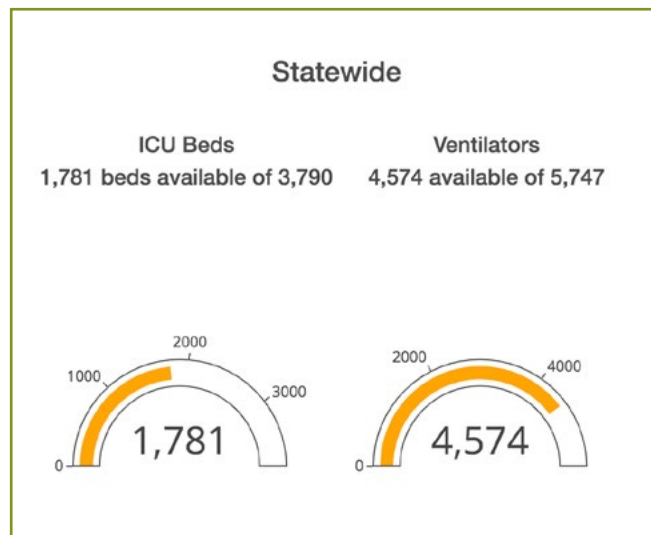 Statewide
ICU Beds
1,781 beds available of 3,790
Ventilators
4,574 available of 5,747
0
1000
2000
3000
1,781
0
2000
4000
4,574